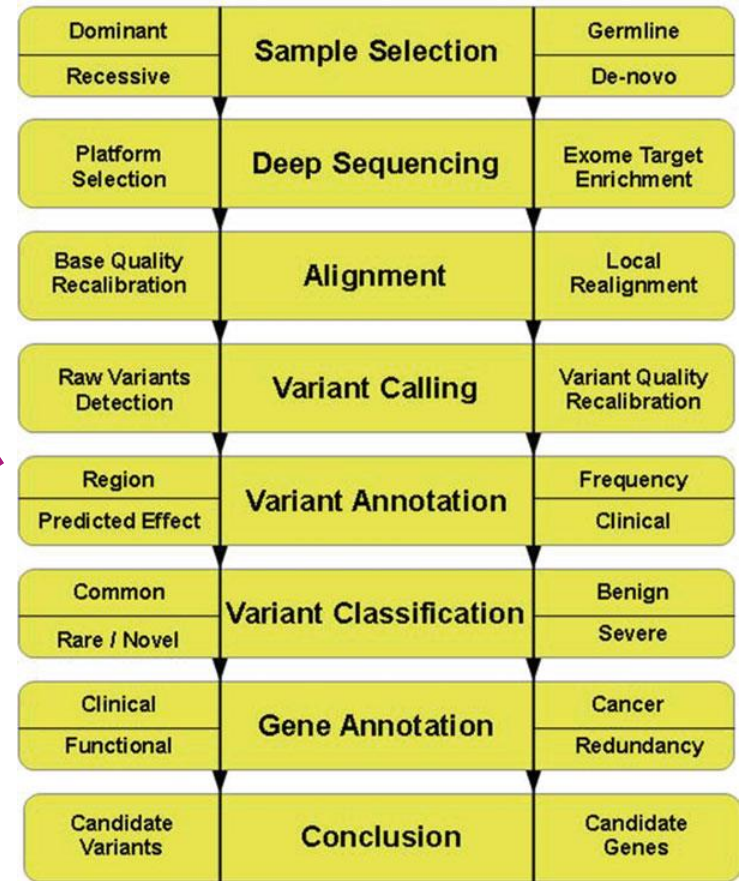 Dominant
Recessive
Sample Selection
Germline
De-novo
Platform
Selection
Deep Sequencing
Exome Target
Enrichment
Base Quality
Recalibration
Alignment
Local
Realignment
Raw Variants
Detection
Variant Calling
Variant Quality
Recalibration
Region
Predicted Effect
Variant Annotation
Frequency
Clinical
Common
Rare / Novel
Variant Classification
Benign
Severe
Clinical
Functional
Gene Annotation
Cancer
Redundancy
Candidate
Variants
Conclusion
Candidate
Genes